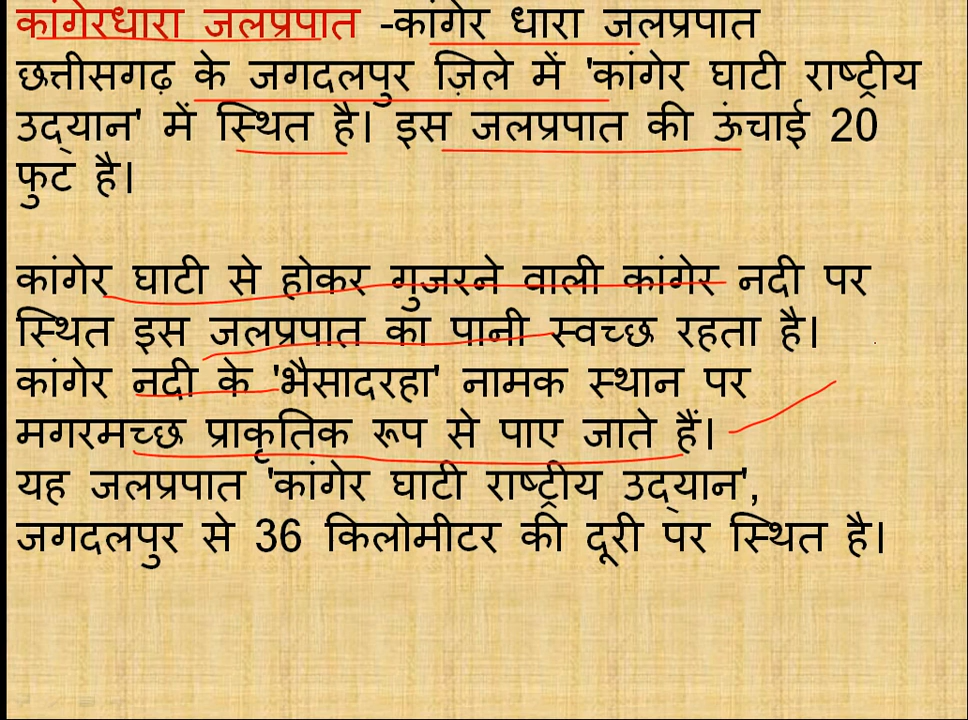 कांगेरधारा जलप्रपात -कांगेर धारा जलप्रपात
छत्तीसगढ़ के जगदलपुर ज़िले में 'कांगेर घाटी राष्ट्रीय
उद्यान' में स्थित है। इस जलप्रपात की ऊंचाई 20
फुट है।
कांगेर घाटी से होकर गुजरने वाली कांगेर नदी पर
स्थित इस जलप्रपात का पानी स्वच्छ रहता है।
कांगेर नदी के 'भैसादरहा' नामक स्थान पर
मगरमच्छ प्राकृतिक रूप से पाए जाते हैं।
यह जलप्रपात 'कांगेर घाटी राष्ट्रीय उद्यान',
जगदलपुर से 36 किलोमीटर की दूरी पर स्थित है।